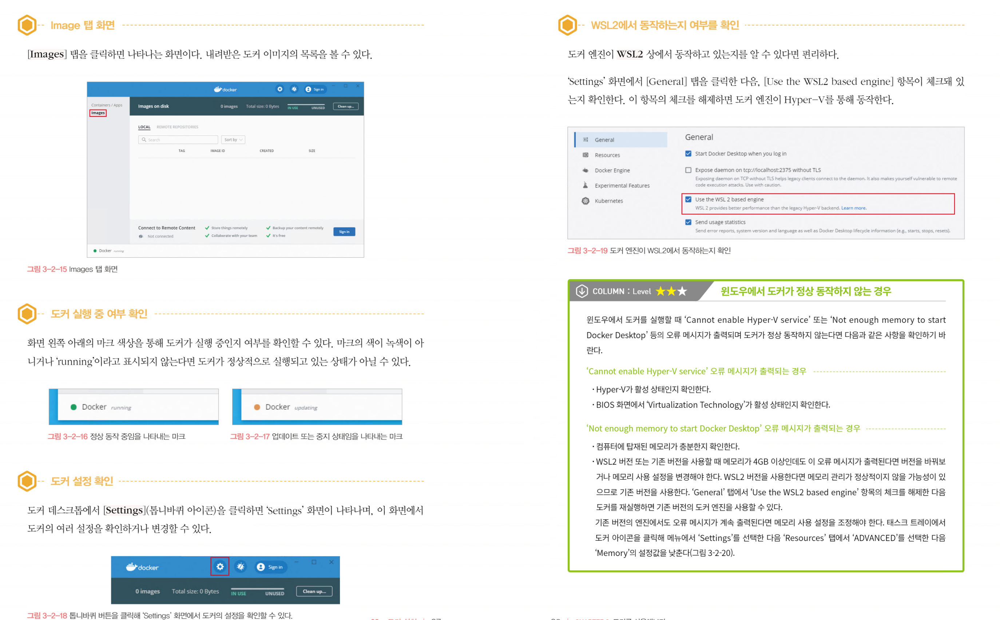 Image 탭 화면
[Images] 탭을 클릭하면 나타나는 화면이다. 내려받은 도커 이미지의 목록을 볼 수 있다.
docker
Sign in
Containers / Apps
Images
Images on disk
0 images
Total size: 0 Bytes
IN USE
UNUSED
Clean up...
LOCAL
REMOTE REPOSITORIES
Search
Sort by
TAG
IMAGE ID
CREATED
SIZE
Connect to Remote Content
Not connected
Store things remotely
Collaborate with your team
Backup your content remotely
It's free
Sign in
Docker running
그림 3-2-15 Images 탭 화면
도커 실행 중 여부 확인
화면 왼쪽 아래의 마크 색상을 통해 도커가 실행 중인지 여부를 확인할 수 있다. 마크의 색이 녹색이 아
니거나 ‘running’이라고 표시되지 않는다면 도커가 정상적으로 실행되고 있는 상태가 아닐 수 있다.
Docker running
Docker updating
그림 3-2-16 정상 동작 중임을 나타내는 마크
그림 3-2-17 업데이트 또는 중지 상태임을 나타내는 마크
도커 설정 확인
도커 데스크톱에서 [Settings](톱니바퀴 아이콘)을 클릭하면 ‘Settings’ 화면이 나타나며, 이 화면에서
도커의 여러 설정을 확인하거나 변경할 수 있다.
docker
Sign in
0 images
Total size: 0 Bytes
IN USE
UNUSED
Clean up...
그림 3-2-18 톱니바퀴 버튼을 클릭해 ‘Settings’ 화면에서 도커의 설정을 확인할 수 있다.
WSL2에서 동작하는지 여부를 확인
도커 엔진이 WSL2 상에서 동작하고 있는지를 알 수 있다면 편리하다.
‘Settings’ 화면에서 [General] 탭을 클릭한 다음, [Use the WSL2 based engine] 항목이 체크돼 있
는지 확인한다. 이 항목의 체크를 해제하면 도커 엔진이 Hyper-V를 통해 동작한다.
General
Resources
Docker Engine
Experimental Features
Kubernetes
General
Start Docker Desktop when you log in
Expose daemon on tcp://localhost:2375 without TLS
Exposing daemon on TCP without TLS helps legacy clients connect to the daemon. It also makes yourself vulnerable to remote
code execution attacks. Use with caution.
Use the WSL 2 based engine
WSL 2 provides better performance than the legacy Hyper-V backend. Learn more.
Send usage statistics
Send error reports, system version and language as well as Docker Desktop lifecycle information (e.g., starts, stops, resets).
그림 3-2-19 도커 엔진이 WSL2에서 동작하는지 확인
COLUMN : Level ★★★
윈도우에서 도커가 정상 동작하지 않는 경우
윈도우에서 도커를 실행할 때 ‘Cannot enable Hyper-V service’ 또는 ‘Not enough memory to start
Docker Desktop’ 등의 오류 메시지가 출력되며 도커가 정상 동작하지 않는다면 다음과 같은 사항을 확인하기 바
란다.
‘Cannot enable Hyper-V service’ 오류 메시지가 출력되는 경우
· Hyper-V가 활성 상태인지 확인한다.
· BIOS 화면에서 ‘Virtualization Technology’가 활성 상태인지 확인한다.
‘Not enough memory to start Docker Desktop’ 오류 메시지가 출력되는 경우
· 컴퓨터에 탑재된 메모리가 충분한지 확인한다.
· WSL2 버전 또는 기존 버전을 사용할 때 메모리가 4GB 이상인데도 이 오류 메시지가 출력된다면 버전을 바꿔보
거나 메모리 사용 설정을 변경해야 한다. WSL2 버전을 사용한다면 메모리 관리가 정상적이지 않을 가능성이 있
으므로 기존 버전을 사용한다. ‘General’ 탭에서 ‘Use the WSL2 based engine’ 항목의 체크를 해제한 다음
도커를 재실행하면 기존 버전의 도커 엔진을 사용할 수 있다.
기존 버전의 엔진에서도 오류 메시지가 계속 출력된다면 메모리 사용 설정을 조정해야 한다. 태스크 트레이에서
도커 아이콘을 클릭해 메뉴에서 ‘Settings’를 선택한 다음 ‘Resources’ 탭에서 ‘ADVANCED’를 선택한 다음
‘Memory’의 설정값을 낮춘다(그림 3-2-20).